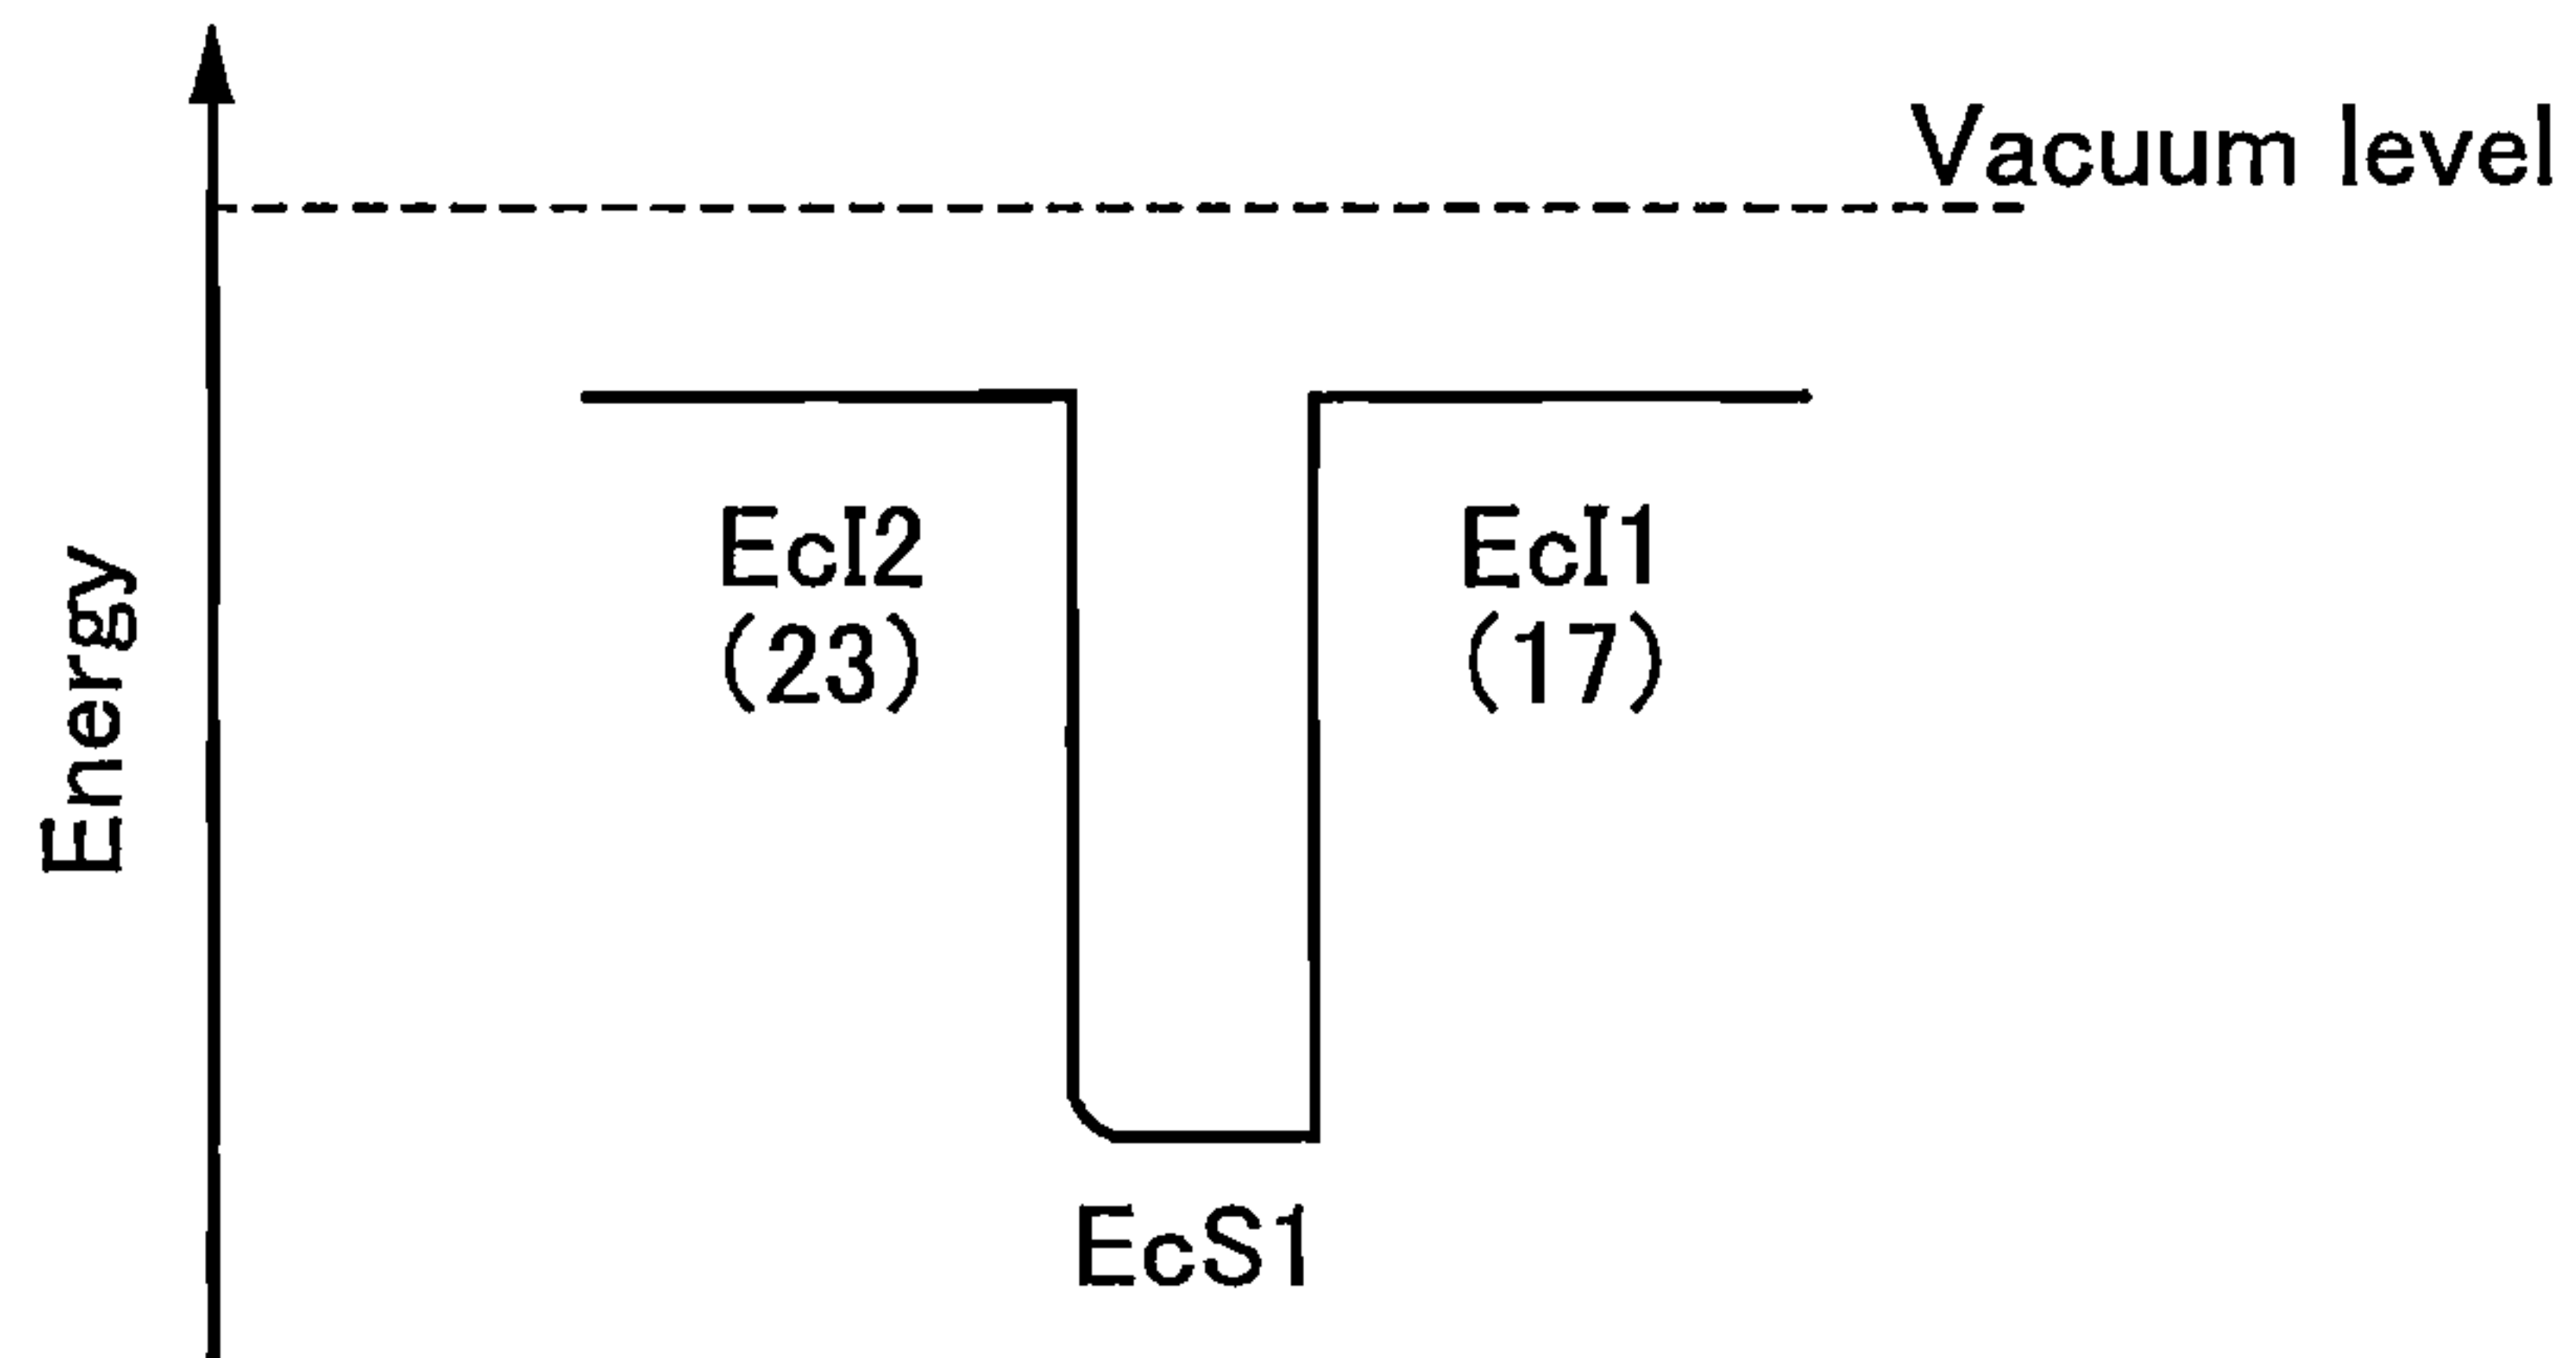 Vacuum level
Energy
EcI2
(23)
EcI1
(17)
EcS1